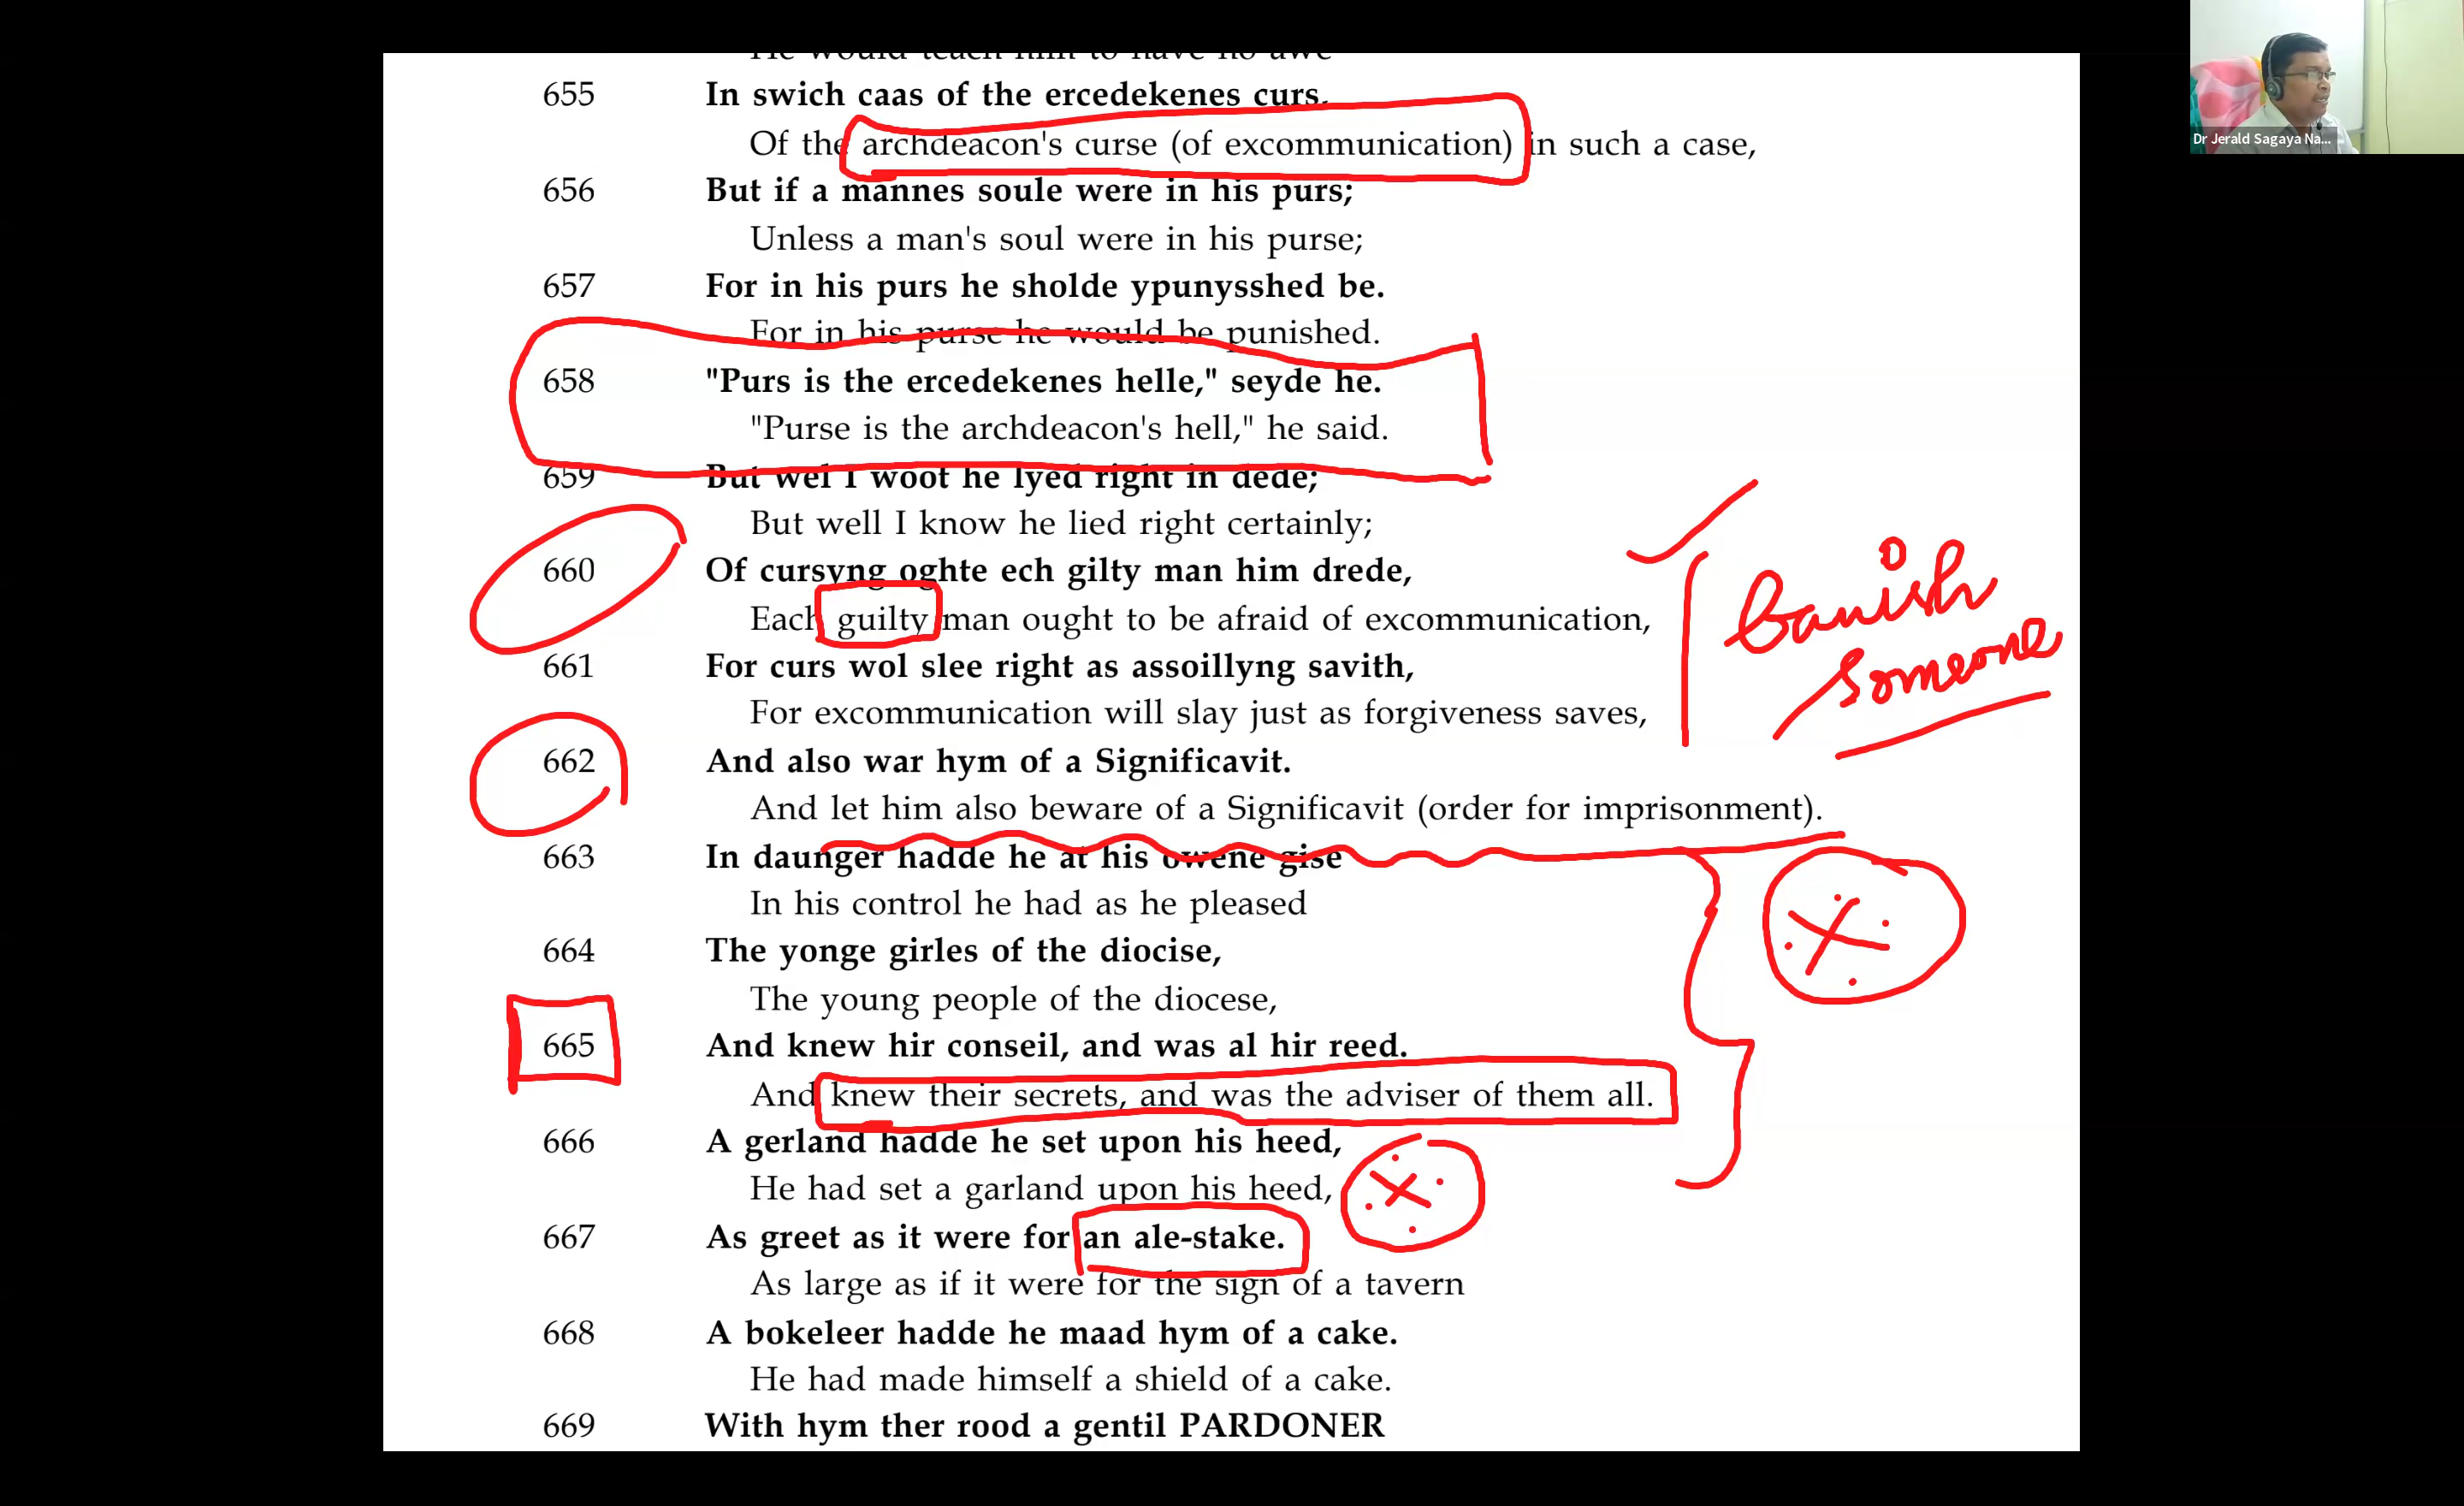 He would teach him to have no awe
655 In swich caas of the ercedekenes curs,
Of the archdeacon's curse (of excommunication) in such a case,
656 But if a mannes soule were in his purs;
Unless a man's soul were in his purse;
657 For in his purs he sholde ypunysshed be.
For in his purse he would be punished.
658 "Purs is the ercedekenes helle," seyde he.
"Purse is the archdeacon's hell," he said.
659 But wel I woot he lyed right in dede;
But well I know he lied right certainly;
660 Of cursyng oghte ech gilty man him drede,
Each guilty man ought to be afraid of excommunication,
661 For curs wol slee right as assoillyng savith,
For excommunication will slay just as forgiveness saves,
662 And also war hym of a Significavit.
And let him also beware of a Significavit (order for imprisonment).
663 In daunger hadde he at his owene gise
In his control he had as he pleased
664 The yonge girles of the diocise,
The young people of the diocese,
665 And knew hir conseil, and was al hir reed.
And knew their secrets, and was the adviser of them all.
666 A gerland hadde he set upon his heed,
He had set a garland upon his heed,
667 As greet as it were for an ale-stake.
As large as if it were for the sign of a tavern
668 A bokeleer hadde he maad hym of a cake.
He had made himself a shield of a cake.
669 With hym ther rood a gentil PARDONER
banish
someone
Dr Jerald Sagaya Na...